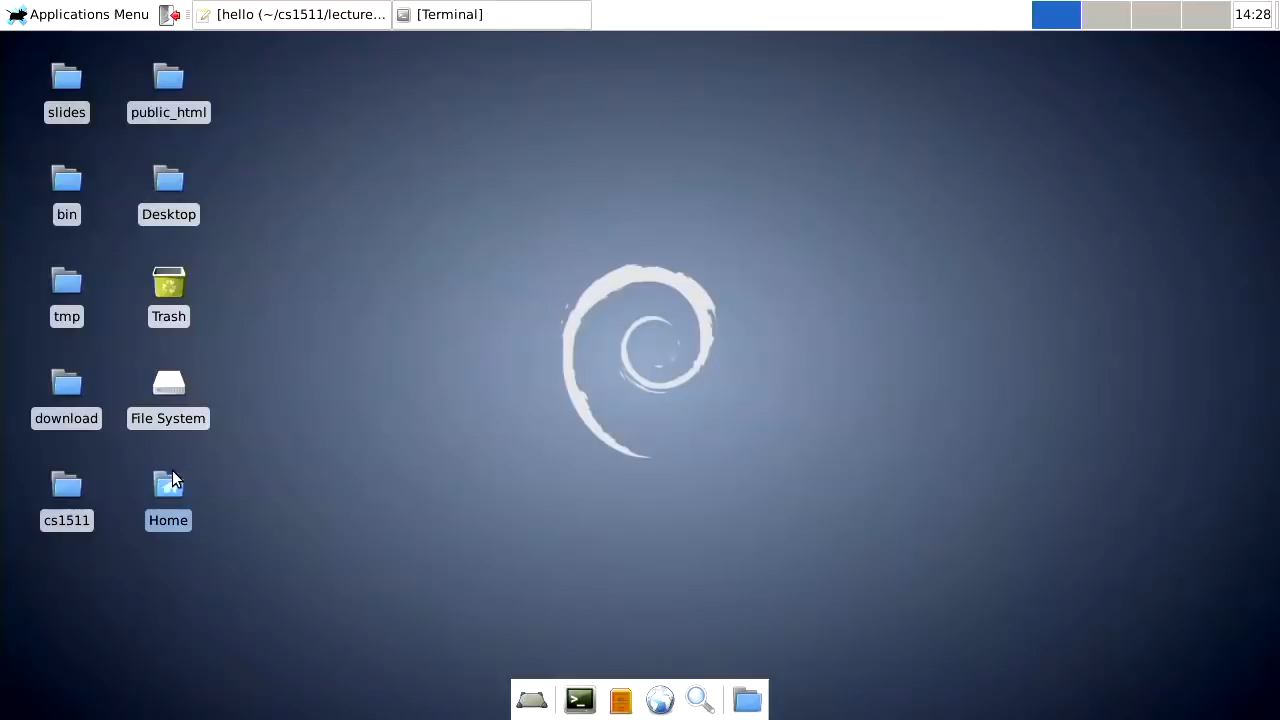 Applications Menu
[hello (~/cs1511/lecture...
[Terminal]
14:28
slides
public_html
bin
Desktop
tmp
Trash
download
File System
cs1511
Home